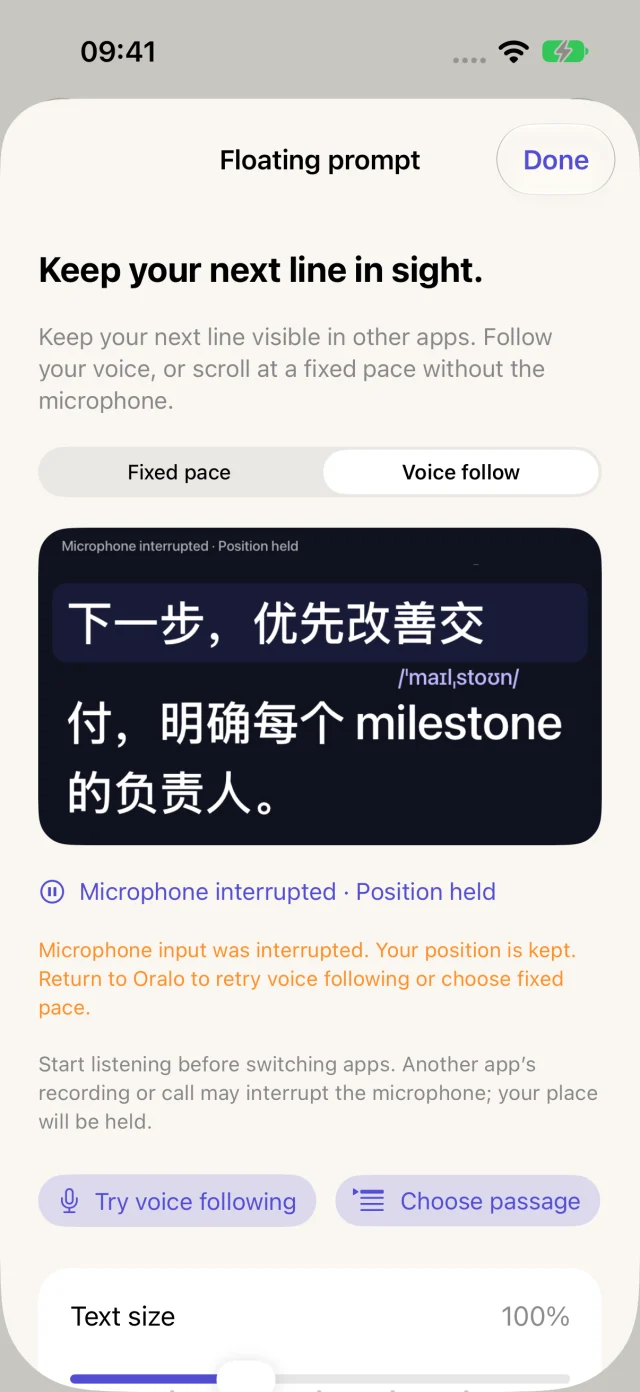 09:41
Floating prompt
Done
Keep your next line in sight.
Keep your next line visible in other apps. Follow
your voice, or scroll at a fixed pace without the
microphone.
Fixed pace
Voice follow
Microphone interrupted · Position held
下一步，优先改善交
/ˈmaɪlˌstoʊn/
付，明确每个 milestone
的负责人。
Microphone interrupted · Position held
Microphone input was interrupted. Your position is kept.
Return to Oralo to retry voice following or choose fixed
pace.
Start listening before switching apps. Another app’s
recording or call may interrupt the microphone; your place
will be held.
Try voice following
Choose passage
Text size
100%